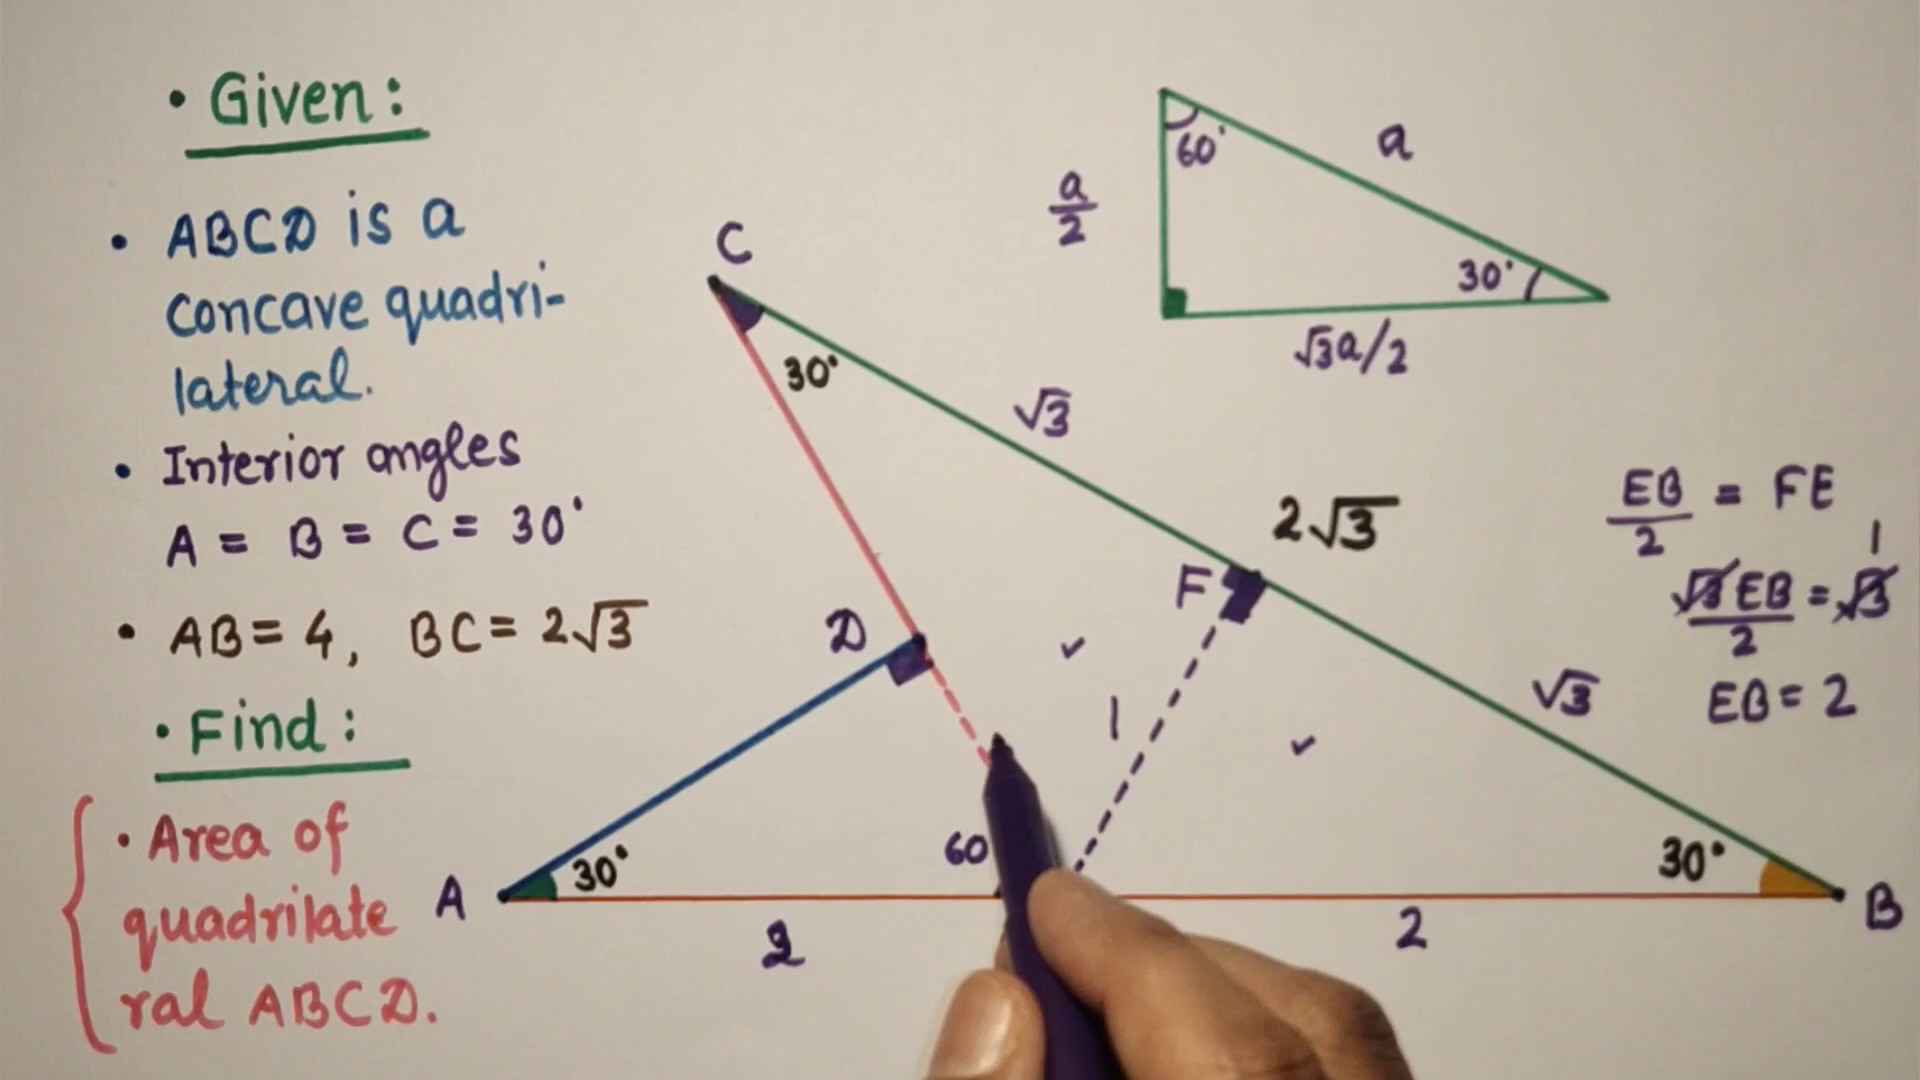 • Given:
• ABCD is a
concave quadri-
lateral.
• Interior angles
A = B = C = 30°
• AB = 4, BC = 2√3
• Find:
• Area of
quadrilate
ral ABCD.
60°
a
a/2
30°
√3a/2
C
30°
√3
2√3
EB/2 = FE
1
√3EB/2 = √3
EB = 2
F
D
1
√3
60
A
30°
30°
B
2
2